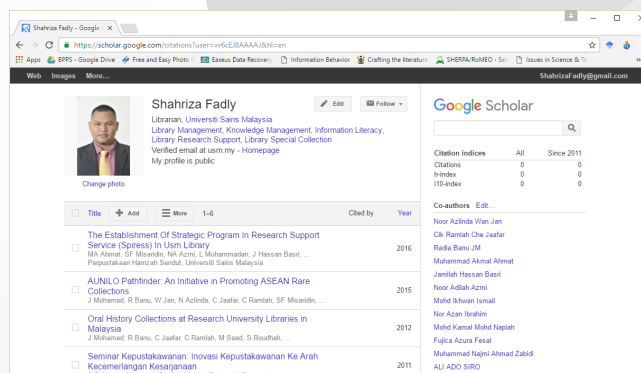 Shahriza Fadly - Google
https://scholar.google.com/citations?user=vv6cEJ8AAAAJ&hl=en
Apps BPPS - Google Drive Free and Easy Photo Easeus Data Recovery Information Behavior Crafting the literature SHERPA/RoMEO - Se Issues in Science & Te
Web Images More... ShahrizaFadly@gmail.com
Shahriza Fadly
Edit
Follow
Librarian, Universiti Sains Malaysia
Library Management, Knowledge Management, Information Literacy,
Library Research Support, Library Special Collection
Verified email at usm.my - Homepage
My profile is public
Change photo
Title Add More 1–6 Cited by Year
The Establishment Of Strategic Program In Research Support
Service (Spiress) In Usm Library
MA Ahmat, SF Misaridin, NA Azmi, L Muhammadan, J Hassan Basri, ...
Perpustakaan Hamzah Sendut, Universiti Sains Malaysia
2016
AUNILO Pathfinder: An Initiative in Promoting ASEAN Rare
Collections
J Mohamad, R Banu, W Jan, N Azlinda, C Jaafar, C Ramlah, SF Misaridin, ...
2015
Oral History Collections at Research University Libraries in
Malaysia
J Mohamad, R Banu, C Jaafar, C Ramlah, M Saad, S Roudhah, ...
2012
Seminar Kepustakawanan: Inovasi Kepustakawanan Ke Arah
Kecemerlangan Kesarjanaan
2011
Google Scholar
Citation indices All Since 2011
Citations 0 0
h-index 0 0
i10-index 0 0
Co-authors Edit...
Noor Azlinda Wan Jan
Cik Ramlah Che Jaafar
Radia Banu JM
Muhammad Akmal Ahmat
Jamilah Hassan Basri
Noor Adilah Azmi
Mohd Ikhwan Ismail
Nor Azan Ibrahim
Mohd Kamal Mohd Napiah
Fujica Azura Fesal
Muhammad Najmi Ahmad Zabidi
ALI ADO SIRO